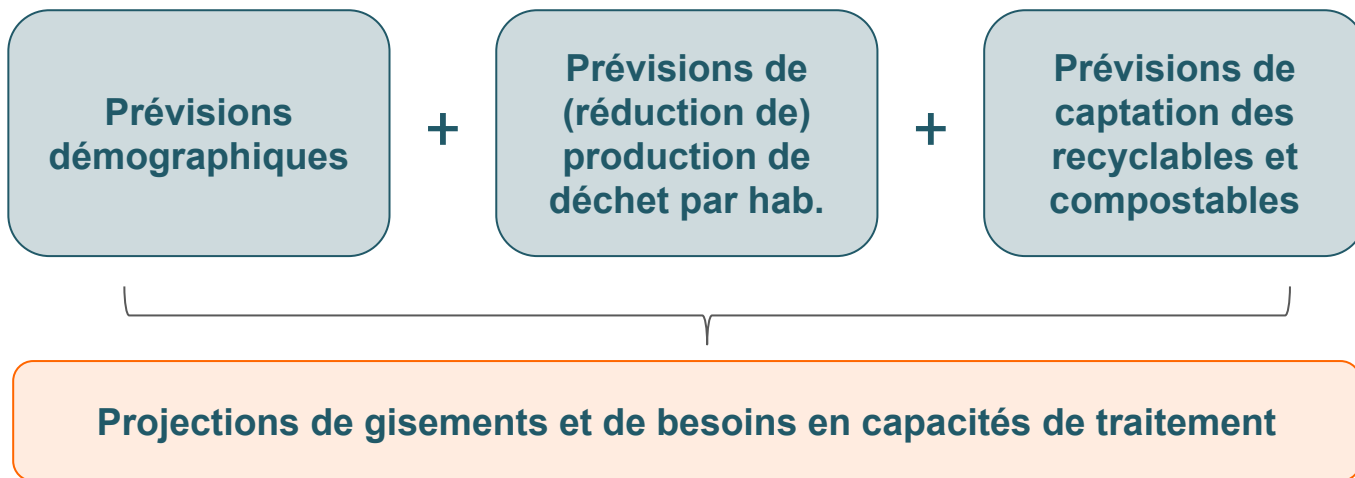 Prévisions
démographiques
+
Prévisions de
(réduction de)
production de
déchet par hab.
+
Prévisions de
captation des
recyclables et
compostables
Projections de gisements et de besoins en capacités de traitement